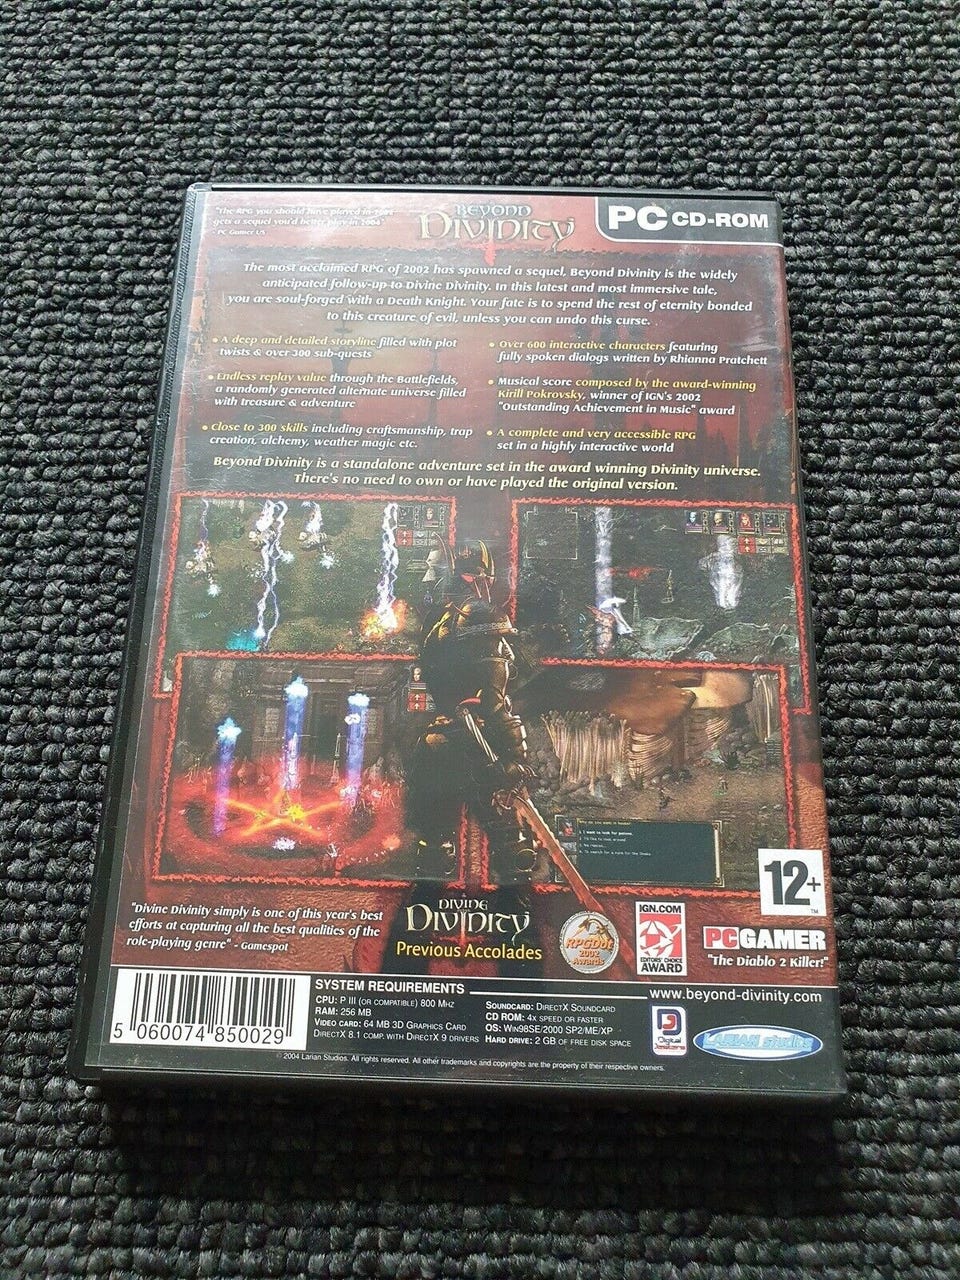 "The RPG you should have played in 2002
gets a sequel you'd better play in 2004"
- PC Gamer US
BEYOND
DIVINITY
PC CD-ROM
The most acclaimed RPG of 2002 has spawned a sequel, Beyond Divinity is the widely
anticipated follow-up to Divine Divinity. In this latest and most immersive tale,
you are soul-forged with a Death Knight. Your fate is to spend the rest of eternity bonded
to this creature of evil, unless you can undo this curse.
• A deep and detailed storyline filled with plot
twists & over 300 sub-quests
• Endless replay value through the Battlefields,
a randomly generated alternate universe filled
with treasure & adventure
• Close to 300 skills including craftsmanship, trap
creation, alchemy, weather magic etc.
• Over 600 interactive characters featuring
fully spoken dialogs written by Rhianna Pratchett
• Musical score composed by the award-winning
Kirill Pokrovsky, winner of IGN's 2002
"Outstanding Achievement in Music" award
• A complete and very accessible RPG
set in a highly interactive world
Beyond Divinity is a standalone adventure set in the award winning Divinity universe.
There's no need to own or have played the original version.
12+
TM
"Divine Divinity simply is one of this year's best
efforts at capturing all the best qualities of the
role-playing genre" - Gamespot
DIVINE
DIVINITY
Previous Accolades
RPGDot
2002
Awards
IGN.COM
EDITORS' CHOICE
AWARD
PCGAMER
"The Diablo 2 Killer!"
5 060074 850029
SYSTEM REQUIREMENTS
CPU: P III (or compatible) 800 Mhz
RAM: 256 MB
Video card: 64 MB 3D Graphics Card
DirectX 8.1 comp. with DirectX 9 drivers
Soundcard: DirectX Soundcard
CD ROM: 4x speed or faster
OS: Win98SE/2000 SP2/ME/XP
Hard drive: 2 GB of free disk space
www.beyond-divinity.com
Digital
Jesters
LARIAN studios
© 2004 Larian Studios. All rights reserved. All other trademarks and copyrights are the property of their respective owners.